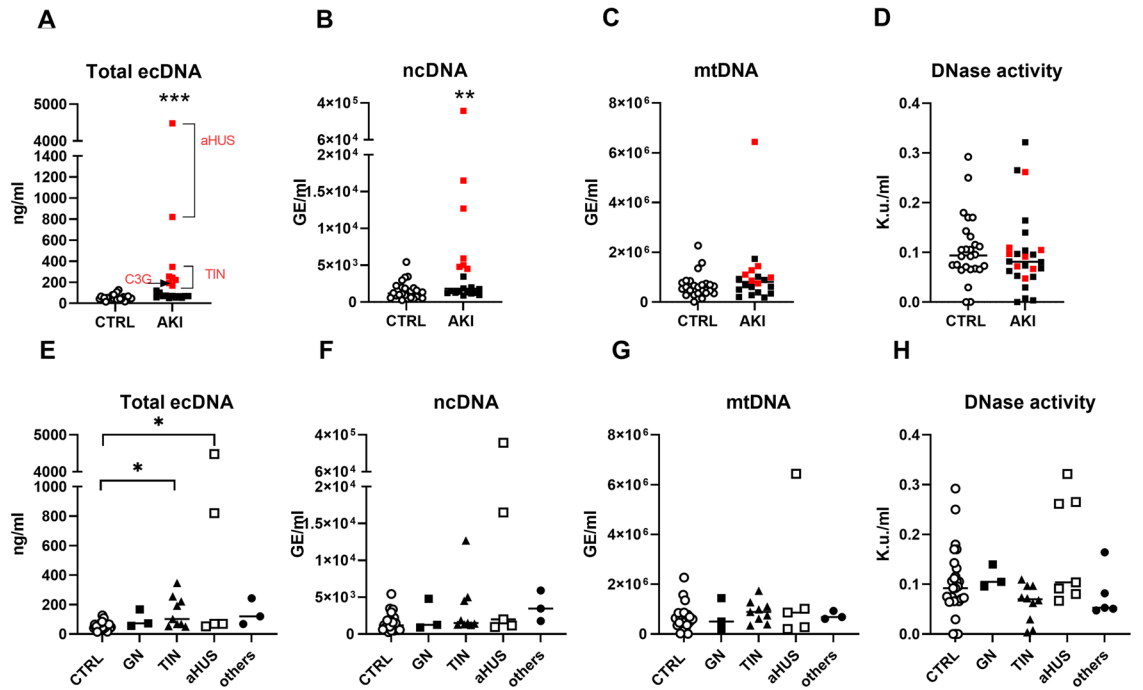 A
B
C
D
Total ecDNA
ncDNA
mtDNA
DNase activity
5000
4000
1400
1200
1000
800
600
400
200
0
ng/ml
***
aHUS
C3G
TIN
CTRL
AKI
4×10⁵
6×10⁴
2×10⁴
1.5×10⁴
1×10⁴
5×10³
0
GE/ml
**
CTRL
AKI
8×10⁶
6×10⁶
4×10⁶
2×10⁶
0
GE/ml
CTRL
AKI
0.4
0.3
0.2
0.1
0.0
K.u./ml
CTRL
AKI
E
F
G
H
Total ecDNA
ncDNA
mtDNA
DNase activity
5000
4000
1000
800
600
400
200
0
ng/ml
*
*
CTRL
GN
TIN
aHUS
others
4×10⁵
6×10⁴
2×10⁴
1.5×10⁴
1×10⁴
5×10³
0
GE/ml
CTRL
GN
TIN
aHUS
others
8×10⁶
6×10⁶
4×10⁶
2×10⁶
0
GE/ml
CTRL
GN
TIN
aHUS
others
0.4
0.3
0.2
0.1
0.0
K.u./ml
CTRL
GN
TIN
aHUS
others